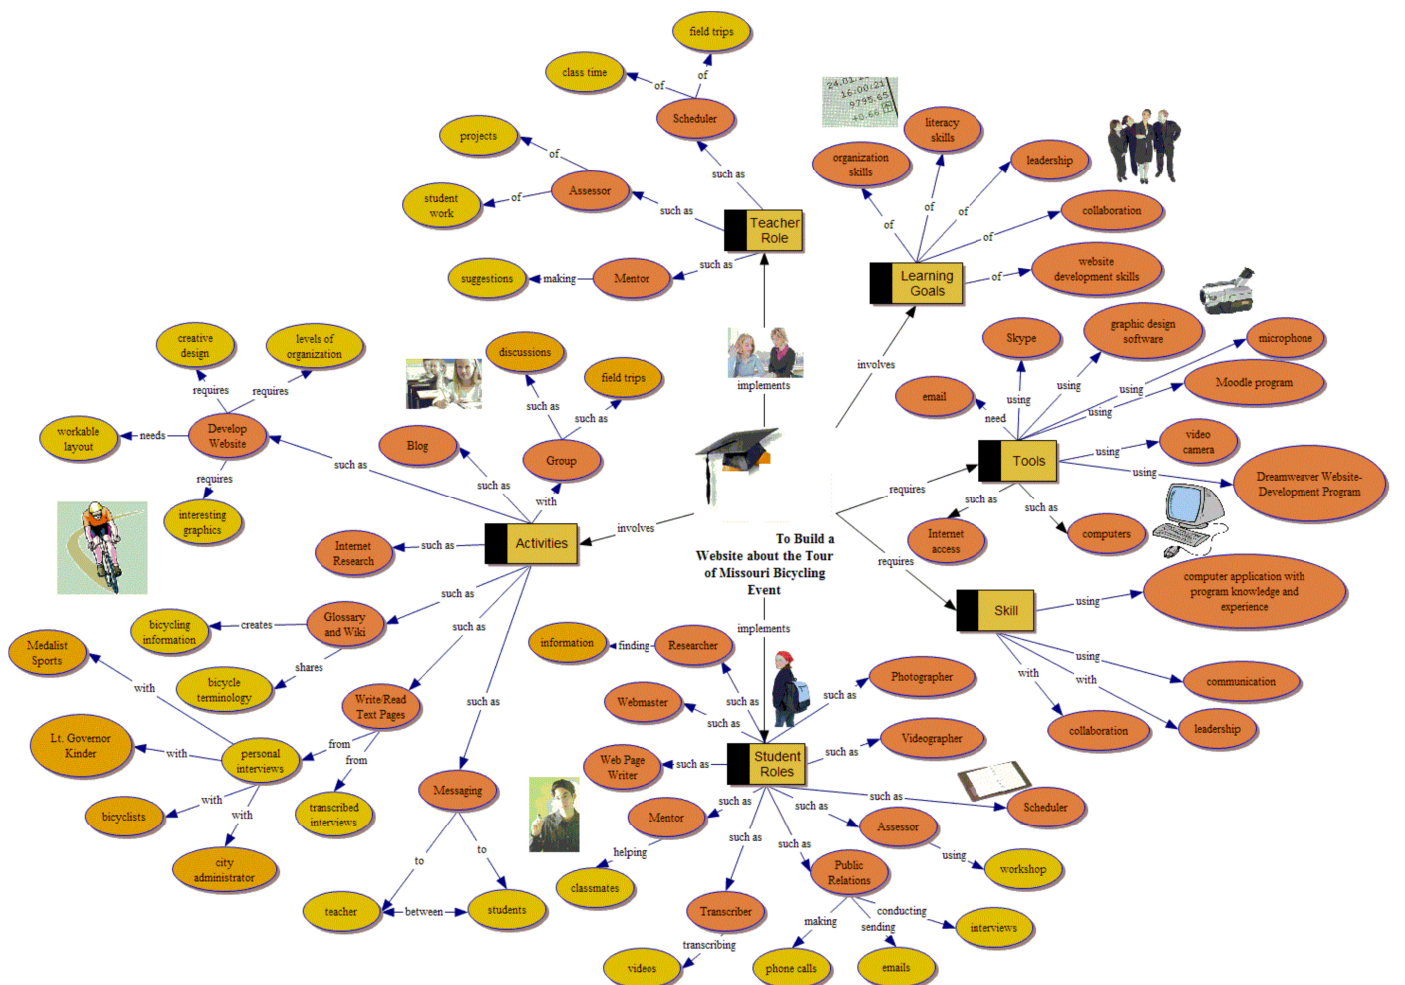 field trips
of
class time
of
Scheduler
such as
projects
of
Assessor
student
work
of
such as
Teacher
Role
suggestions
making
Mentor
such as
implements
16:00:21
9795.65
+0.66
organization
skills
of
literacy
skills
of
leadership
of
collaboration
of
website
development skills
of
Learning
Goals
involves
Skype
using
graphic design
software
using
microphone
using
Moodle program
using
email
need
Tools
video
camera
using
Dreamweaver Website-
Development Program
using
requires
such as
Internet
access
such as
computers
requires
Skill
using
computer application with
program knowledge and
experience
using
communication
with
leadership
with
collaboration
creative
design
levels of
organization
requires
requires
workable
layout
needs
Develop
Website
requires
interesting
graphics
such as
discussions
field trips
such as
such as
Blog
Group
such as
with
Activities
involves
To Build a
Website about the Tour
of Missouri Bicycling
Event
Internet
Research
such as
bicycling
information
creates
Glossary
and Wiki
such as
shares
bicycle
terminology
such as
Medalist
Sports
with
Write/Read
Text Pages
Lt. Governor
Kinder
with
personal
interviews
from
from
transcribed
interviews
bicyclists
with
with
city
administrator
such as
Messaging
to
to
teacher
between
students
implements
information
finding
Researcher
such as
Webmaster
such as
Web Page
Writer
such as
Student
Roles
such as
Photographer
such as
Videographer
such as
Scheduler
such as
Mentor
helping
classmates
such as
Assessor
using
workshop
such as
Transcriber
transcribing
videos
such as
Public
Relations
making
phone calls
sending
emails
conducting
interviews